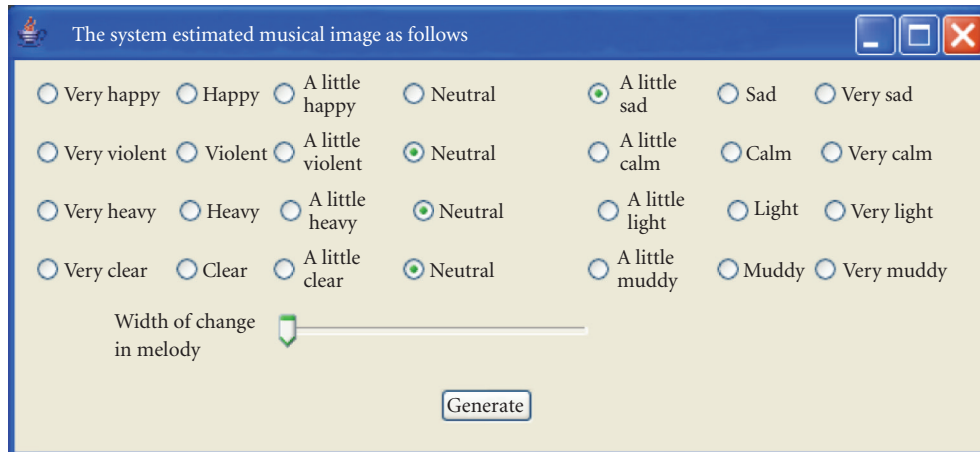 The system estimated musical image as follows
Very happy Happy A little happy Neutral A little sad Sad Very sad
Very violent Violent A little violent Neutral A little calm Calm Very calm
Very heavy Heavy A little heavy Neutral A little light Light Very light
Very clear Clear A little clear Neutral A little muddy Muddy Very muddy
Width of change
in melody
Generate